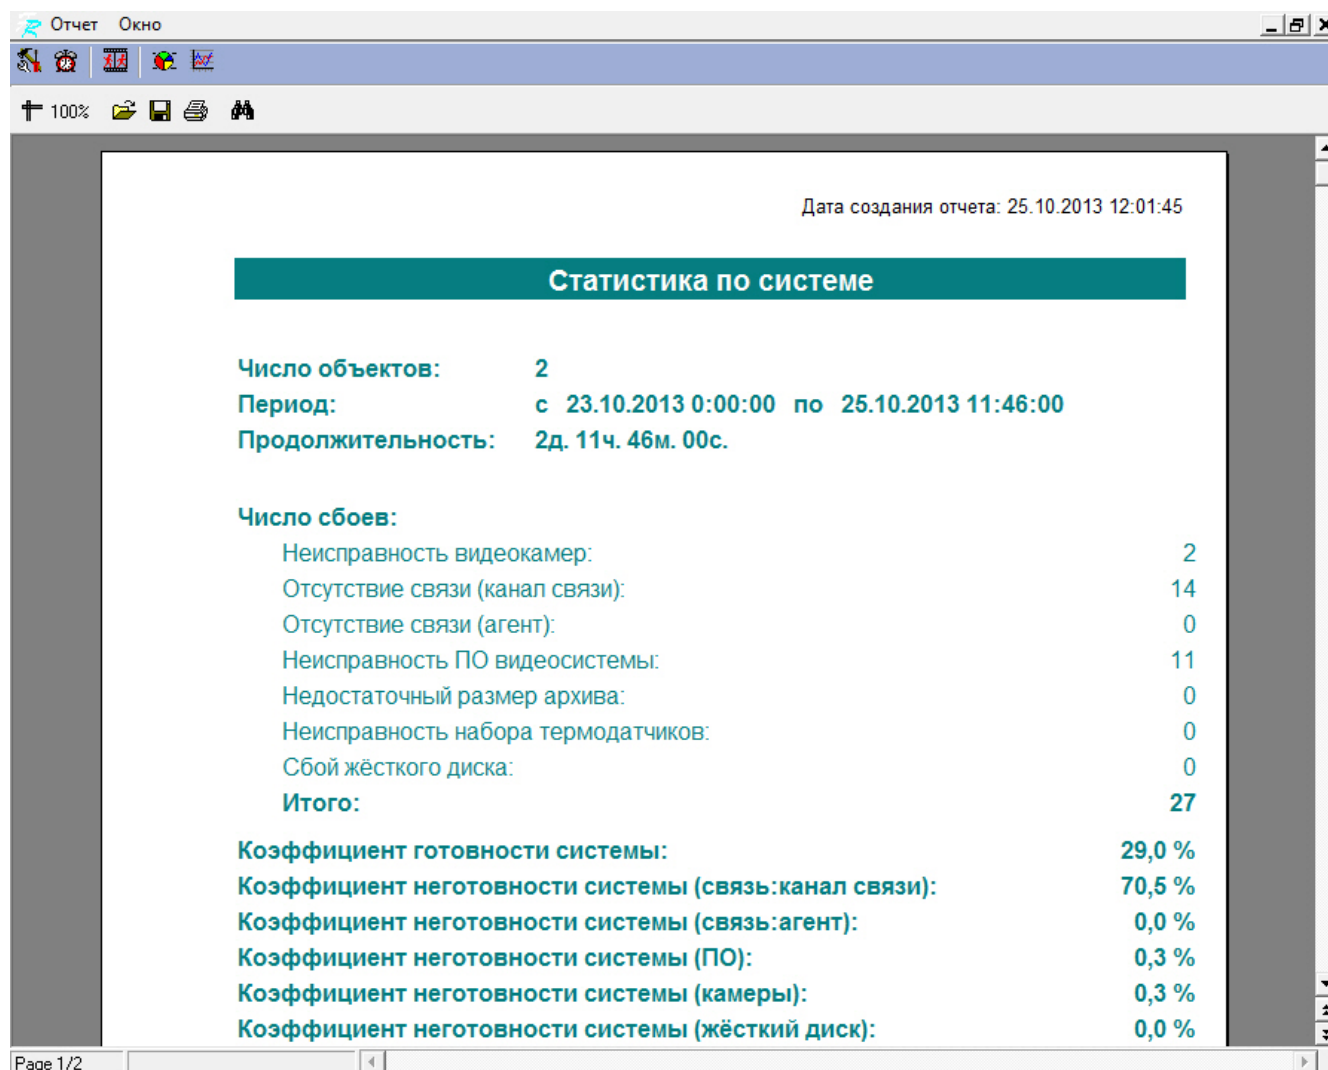 Отчет Окно
100%
Дата создания отчета: 25.10.2013 12:01:45
Статистика по системе
Число объектов: 2
Период: с 23.10.2013 0:00:00 по 25.10.2013 11:46:00
Продолжительность: 2д. 11ч. 46м. 00с.
Число сбоев:
Неисправность видеокамер: 2
Отсутствие связи (канал связи): 14
Отсутствие связи (агент): 0
Неисправность ПО видеосистемы: 11
Недостаточный размер архива: 0
Неисправность набора термодатчиков: 0
Сбой жёсткого диска: 0
Итого: 27
Коэффициент готовности системы: 29,0 %
Коэффициент неготовности системы (связь:канал связи): 70,5 %
Коэффициент неготовности системы (связь:агент): 0,0 %
Коэффициент неготовности системы (ПО): 0,3 %
Коэффициент неготовности системы (камеры): 0,3 %
Коэффициент неготовности системы (жёсткий диск): 0,0 %
Page 1/2